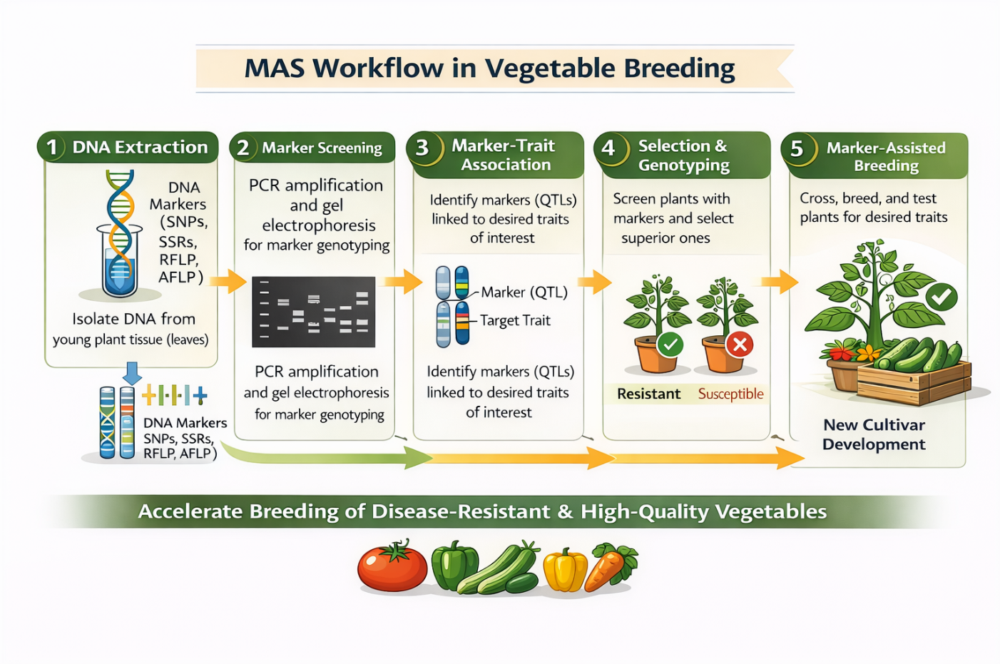 MAS Workflow in Vegetable Breeding
1 DNA Extraction
DNA
Markers
(SNPs,
SSRs,
RFLP,
AFLP)
Isolate DNA from
young plant tissue (leaves)
DNA Markers
SNPs, SSRs,
RFLP, AFLP)
2 Marker Screening
PCR amplification
and gel
electrophoresis
for marker genotyping
PCR amplification
and gel electrophoresis
for marker genotyping
3 Marker-Trait
Association
Identify markers (QTLs)
linked to desired traits
of interest
Marker (QTL)
Target Trait
Identify markers (QTLs)
linked to desired traits
of interest
4 Selection &
Genotyping
Screen plants with
markers and select
superior ones
Resistant Susceptible
5 Marker-Assisted
Breeding
Cross, breed, and test
plants for desired traits
New Cultivar
Development
Accelerate Breeding of Disease-Resistant & High-Quality Vegetables